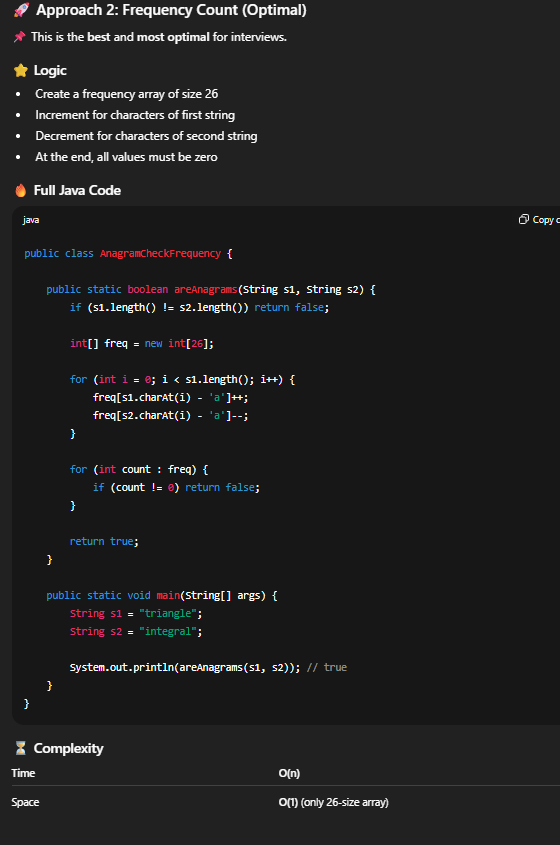 🚀 Approach 2: Frequency Count (Optimal)
📌 This is the best and most optimal for interviews.
⭐ Logic
• Create a frequency array of size 26
• Increment for characters of first string
• Decrement for characters of second string
• At the end, all values must be zero
🔥 Full Java Code
java Copy c
public class AnagramCheckFrequency {
    public static boolean areAnagrams(String s1, String s2) {
        if (s1.length() != s2.length()) return false;
        int[] freq = new int[26];
        for (int i = 0; i < s1.length(); i++) {
            freq[s1.charAt(i) - 'a']++;
            freq[s2.charAt(i) - 'a']--;
        }
        for (int count : freq) {
            if (count != 0) return false;
        }
        return true;
    }
    public static void main(String[] args) {
        String s1 = "triangle";
        String s2 = "integral";
        System.out.println(areAnagrams(s1, s2)); // true
    }
}
⏳ Complexity
Time O(n)
Space O(1) (only 26-size array)